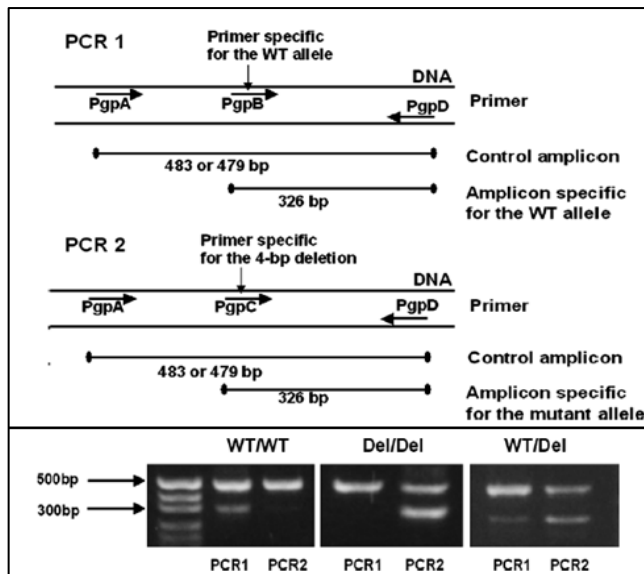 PCR 1
Primer specific
for the WT allele
DNA
PgpA
PgpB
PgpD
Primer
Control amplicon
483 or 479 bp
326 bp
Amplicon specific
for the WT allele
PCR 2
Primer specific
for the 4-bp deletion
DNA
PgpA
PgpC
PgpD
Primer
Control amplicon
483 or 479 bp
326 bp
Amplicon specific
for the mutant allele
WT/WT
Del/Del
WT/Del
500bp
300bp
PCR1 PCR2
PCR1 PCR2
PCR1 PCR2